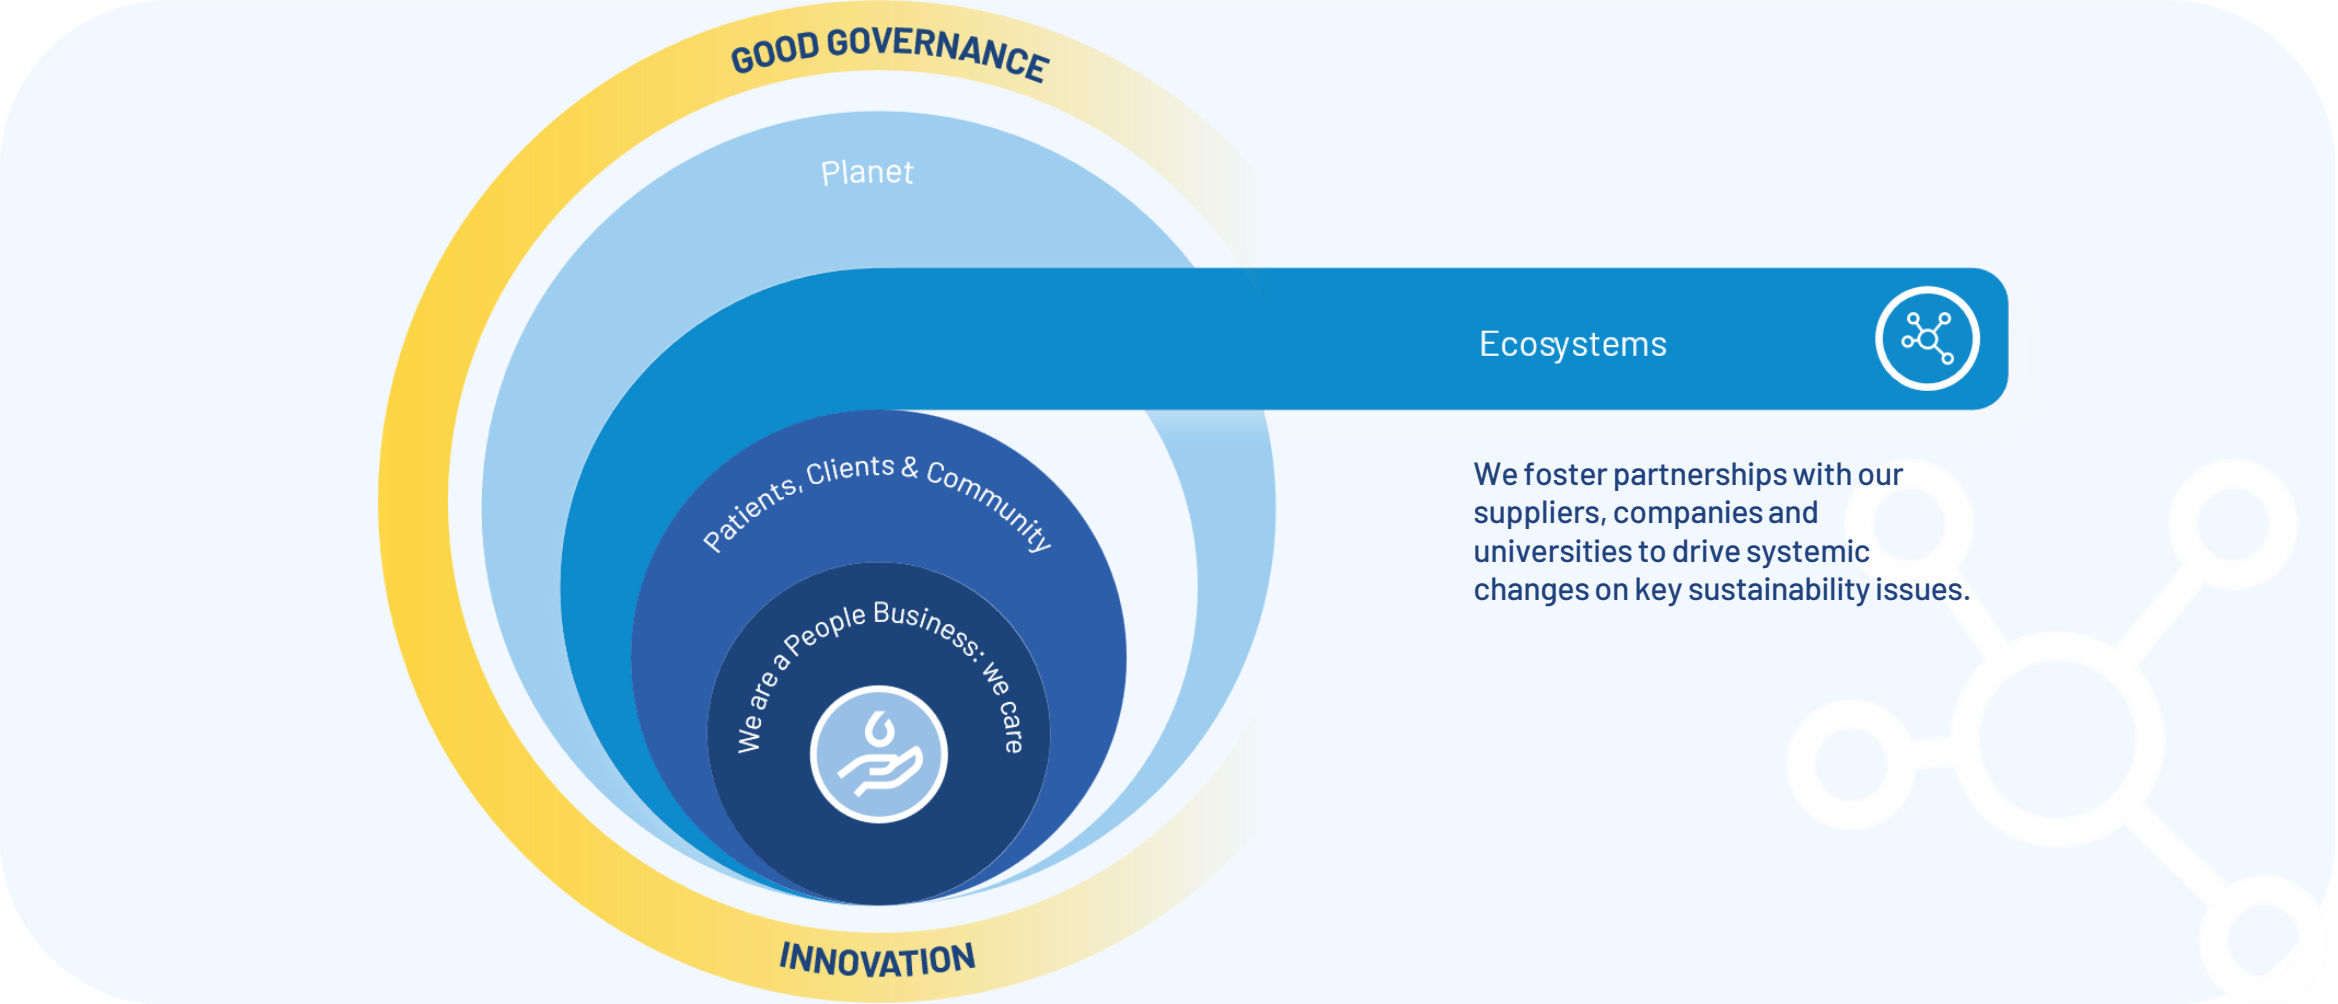 GOOD GOVERNANCE
Planet
Ecosystems
Patients, Clients & Community
We are a People Business: we care
We foster partnerships with our
suppliers, companies and
universities to drive systemic
changes on key sustainability issues.
INNOVATION